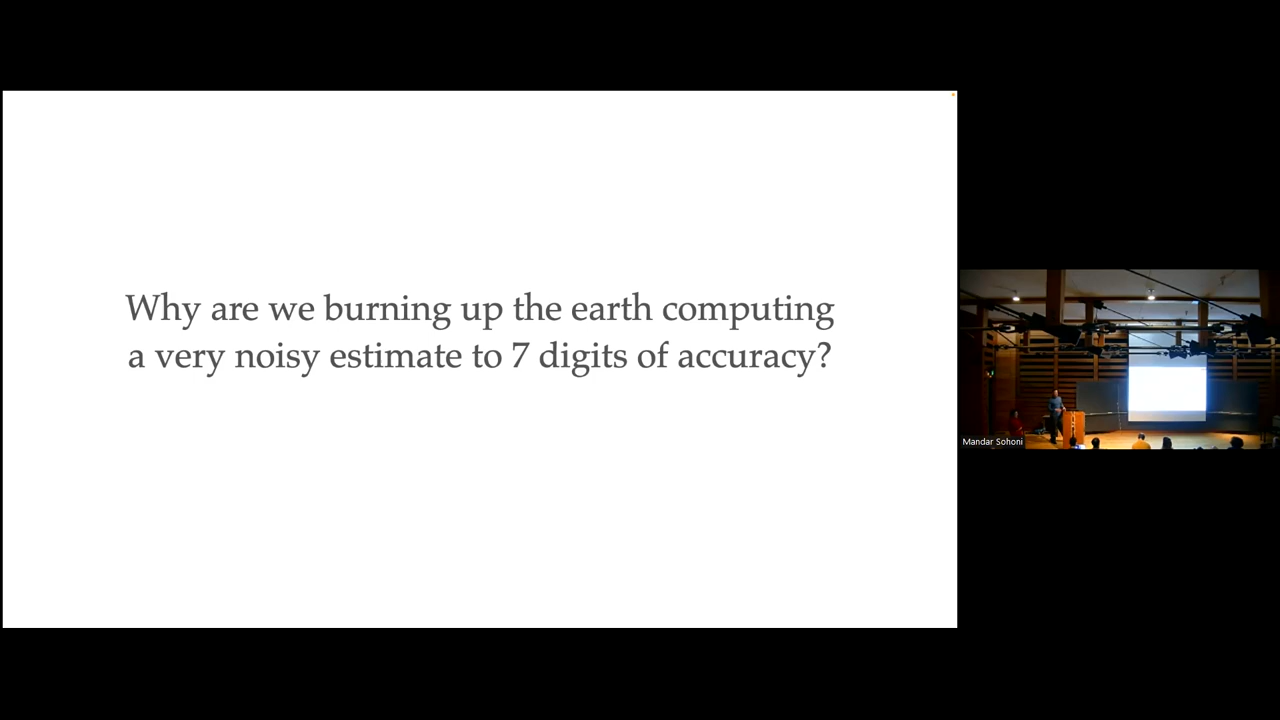 Why are we burning up the earth computing
a very noisy estimate to 7 digits of accuracy?
Mandar Sohoni